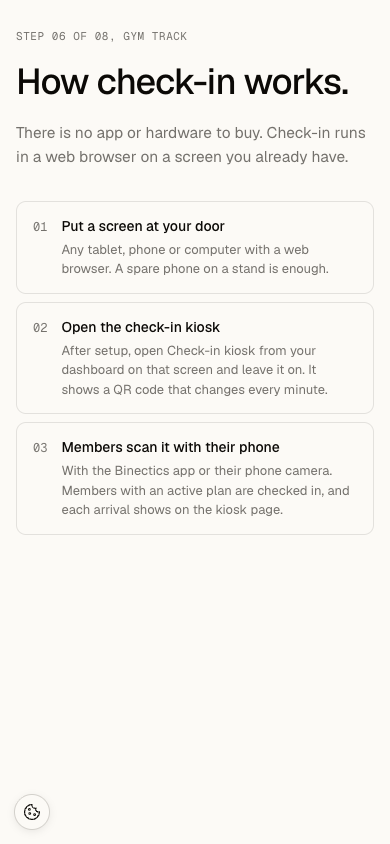 STEP 06 OF 08, GYM TRACK
How check-in works.
There is no app or hardware to buy. Check-in runs
in a web browser on a screen you already have.
01 Put a screen at your door
Any tablet, phone or computer with a web
browser. A spare phone on a stand is enough.
02 Open the check-in kiosk
After setup, open Check-in kiosk from your
dashboard on that screen and leave it on. It
shows a QR code that changes every minute.
03 Members scan it with their phone
With the Binectics app or their phone camera.
Members with an active plan are checked in, and
each arrival shows on the kiosk page.